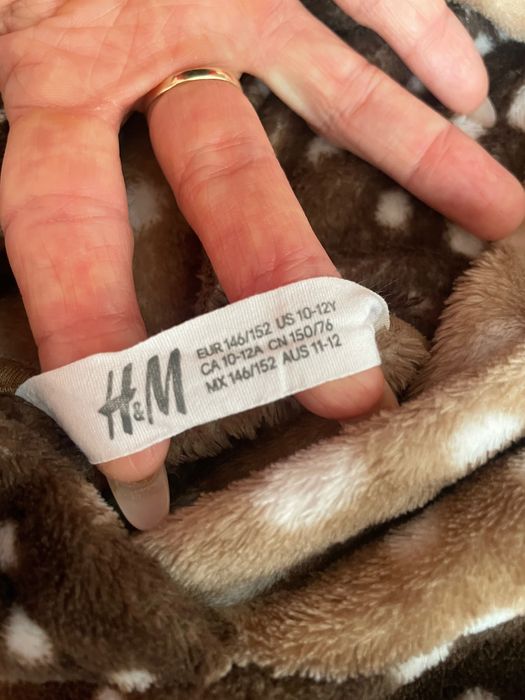 H&M
EUR 146/152 US 10-12Y
CA 10-12A CN 150/76
MX 146/152 AUS 11-12